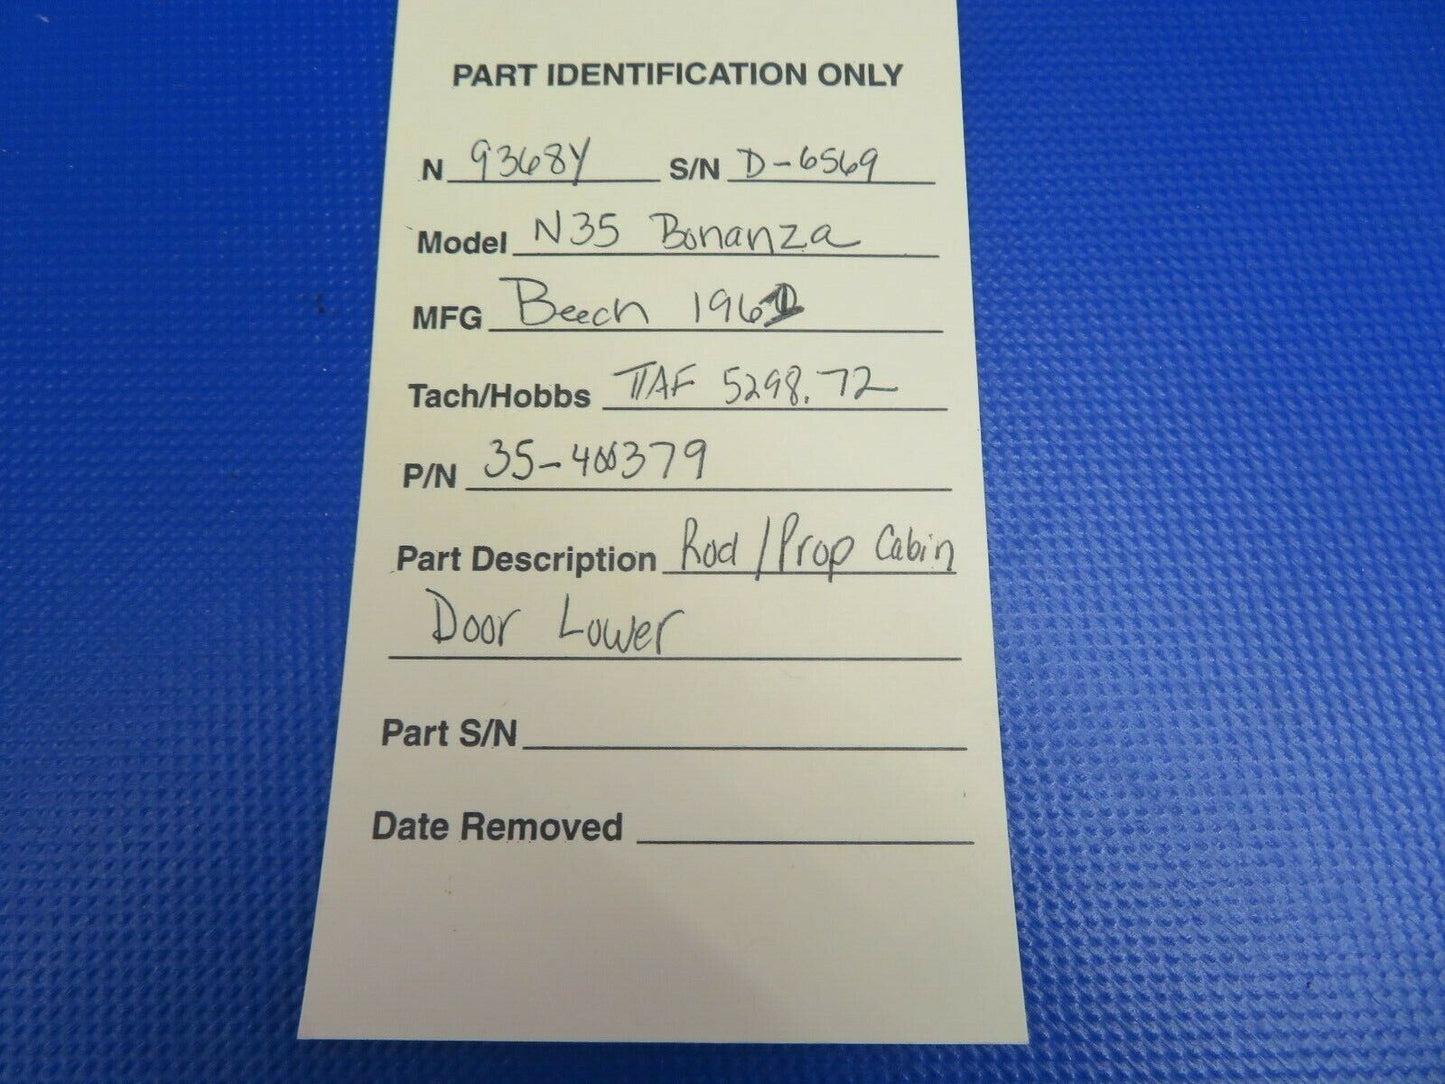 PART IDENTIFICATION ONLY
N 9368Y S/N D-6569
Model N35 Bonanza
MFG Beech 1961
Tach/Hobbs TTAF 5298.72
P/N 35-400379
Part Description Rod / Prop Cabin
Door Lower
Part S/N
Date Removed